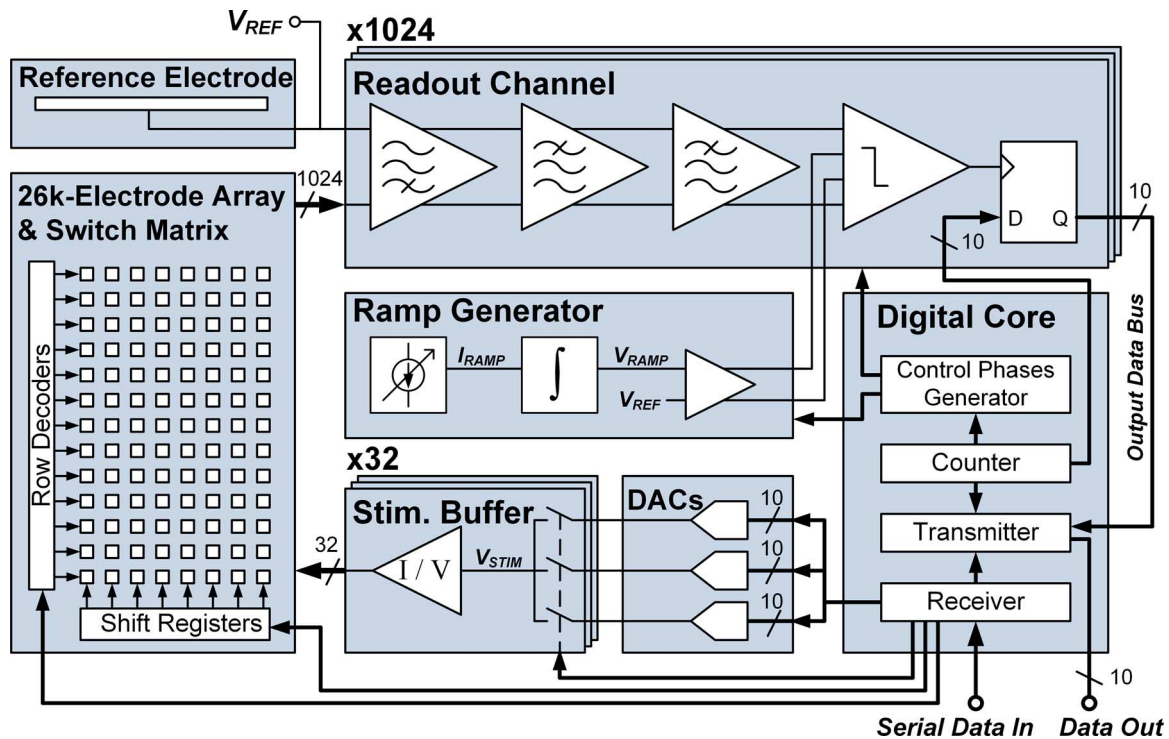 VREF
x1024
Reference Electrode
Readout Channel
1024
26k-Electrode Array
& Switch Matrix
D
Q
10
10
Row Decoders
Shift Registers
Ramp Generator
IRAMP
∫
VRAMP
VREF
x32
Stim. Buffer
I / V
VSTIM
32
DACs
10
10
10
Digital Core
Control Phases
Generator
Counter
Transmitter
Receiver
Output Data Bus
10
Serial Data In
Data Out